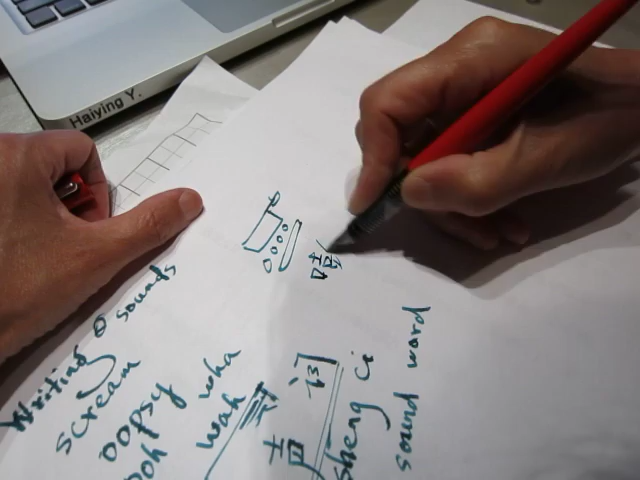 Haiying Y.
Writing sounds
scream
oopsy
ooh
wha
wah
声 词
sheng ci
sound word